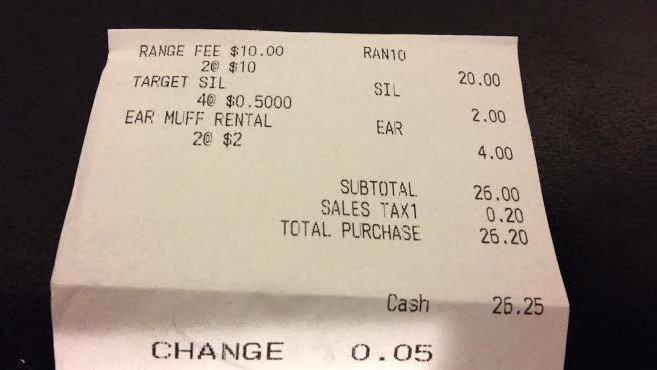 RANGE FEE $10.00 RAN10
2@ $10 20.00
TARGET SIL SIL
4@ $0.5000 2.00
EAR MUFF RENTAL EAR
2@ $2 4.00
SUBTOTAL 26.00
SALES TAX1 0.20
TOTAL PURCHASE 26.20
Cash 26.25
CHANGE 0.05